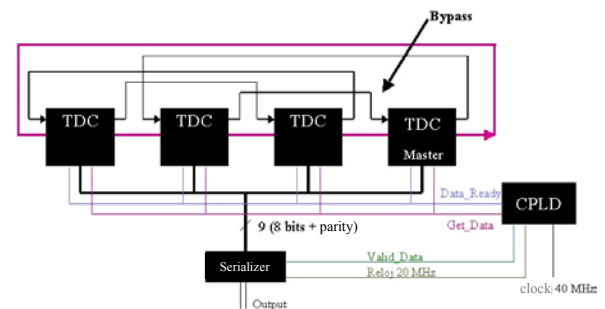 Bypass
TDC
TDC
TDC
TDC
Master
Data_Ready
CPLD
Get_Data
9 (8 bits + parity)
Valid_Data
Serializer
Reloj 20 MHz
clock 40 MHz
Output